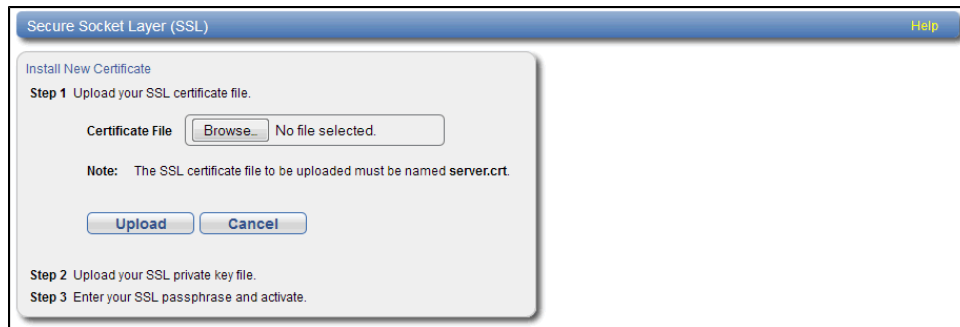 Secure Socket Layer (SSL) Help
Install New Certificate
Step 1 Upload your SSL certificate file.
Certificate File Browse.. No file selected.
Note: The SSL certificate file to be uploaded must be named server.crt.
Upload Cancel
Step 2 Upload your SSL private key file.
Step 3 Enter your SSL passphrase and activate.